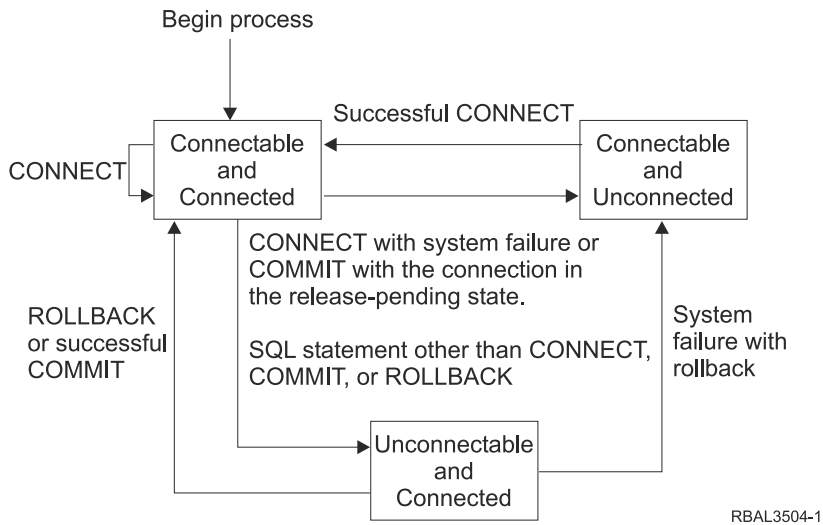 Begin process
Successful CONNECT
Connectable
and
Connected
Connectable
and
Unconnected
CONNECT
CONNECT with system failure or
COMMIT with the connection in
the release-pending state.
ROLLBACK
or successful
COMMIT
SQL statement other than CONNECT,
COMMIT, or ROLLBACK
System
failure with
rollback
Unconnectable
and
Connected
RBAL3504-1